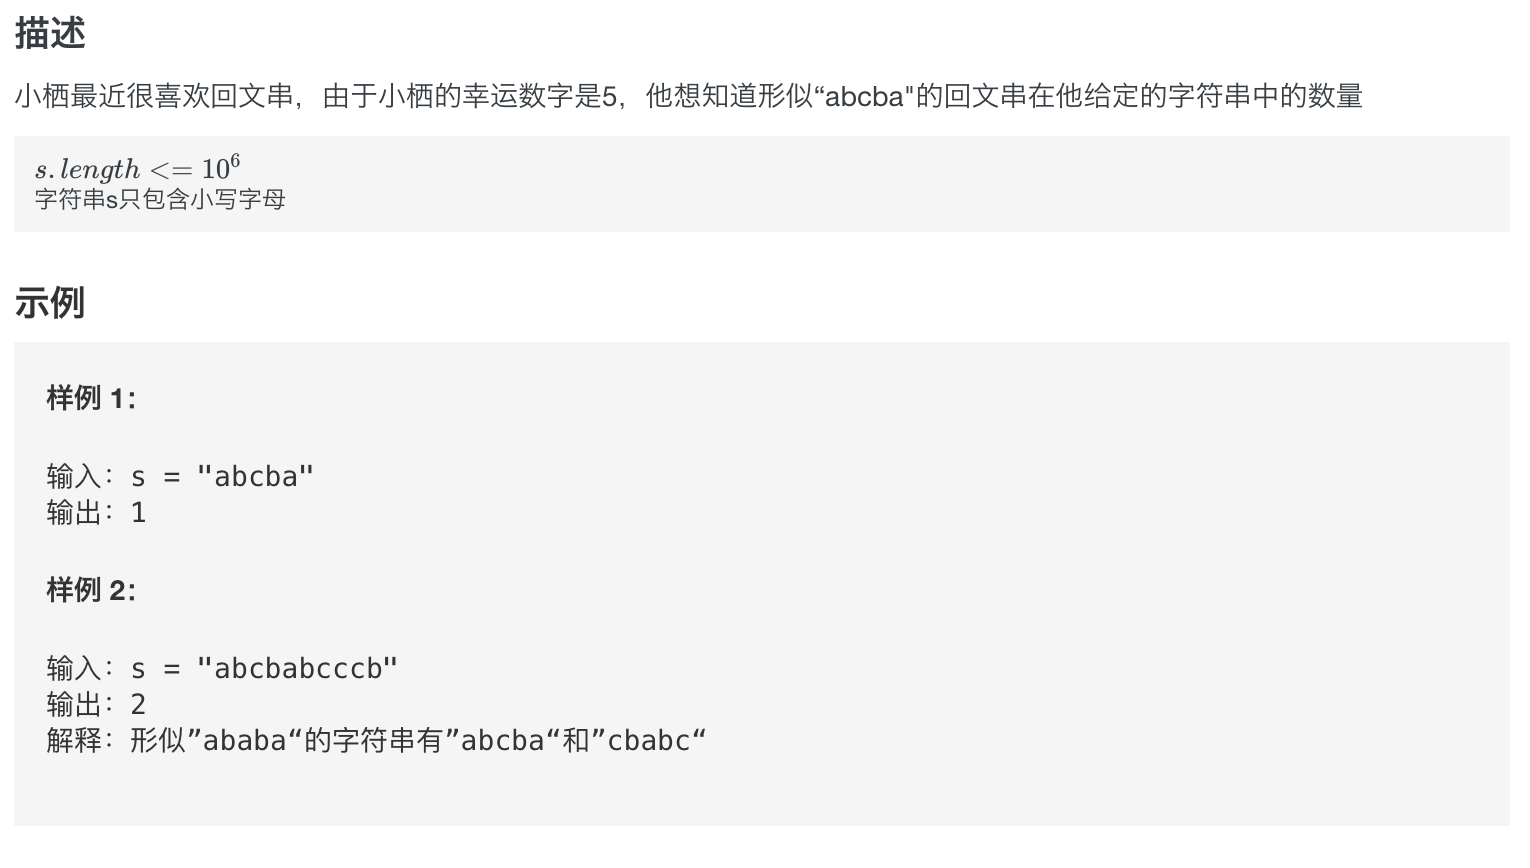 描述
小栖最近很喜欢回文串，由于小栖的幸运数字是5，他想知道形似“abcba"的回文串在他给定的字符串中的数量
s.length <= 10^6
字符串s只包含小写字母
示例
样例 1：
输入：s = "abcba"
输出：1
样例 2：
输入：s = "abcbabcccb"
输出：2
解释：形似”ababa“的字符串有”abcba“和”cbabc“